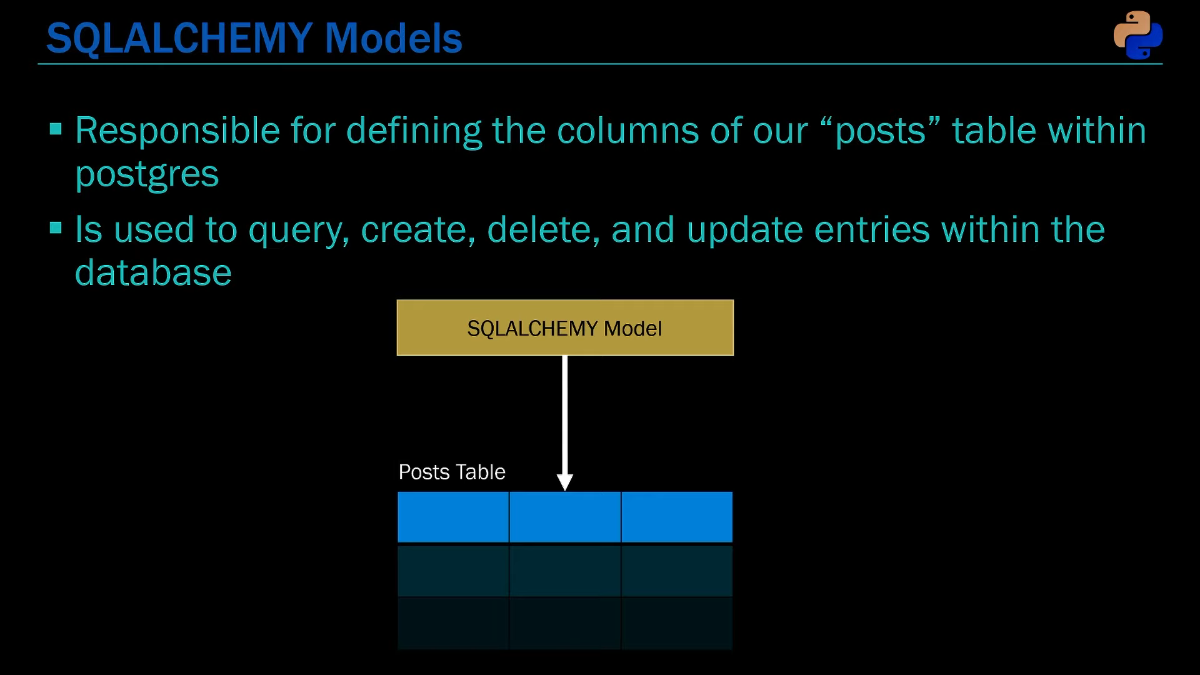 SQLALCHEMY Models
▪ Responsible for defining the columns of our “posts” table within
postgres
▪ Is used to query, create, delete, and update entries within the
database
SQLALCHEMY Model
Posts Table